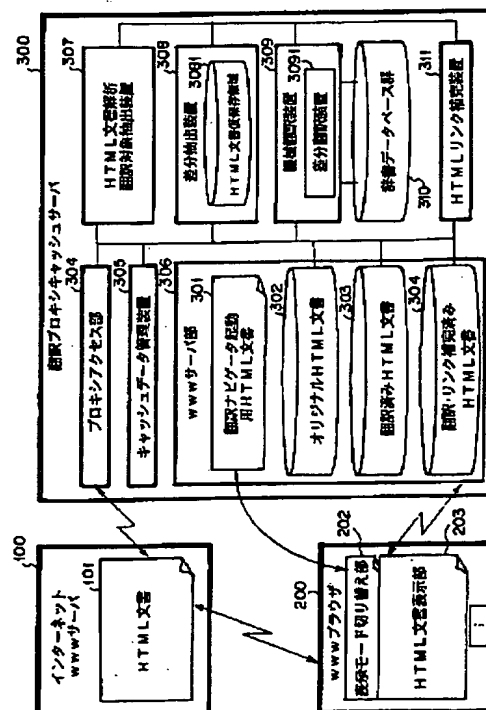 300
翻訳プロキシキャッシュサーバ
304
プロキシアクセス部
305
キャッシュデータ管理装置
306
wwwサーバ部
301
翻訳ナビゲータ起動
用HTML文書
302
オリジナルHTML文書
303
翻訳済みHTML文書
304
翻訳・リンク補充済み
HTML文書
307
HTML文書解析
翻訳対象抽出装置
308
差分抽出装置
3081
HTML文書仮保存領域
309
機械翻訳装置
3091
差分翻訳装置
辞書データベース群
310
311
HTMLリンク補充装置
100
インターネット
wwwサーバ
101
HTML文書
200
wwwブラウザ
202
表示モード切り替え部
203
HTML文書表示部
i